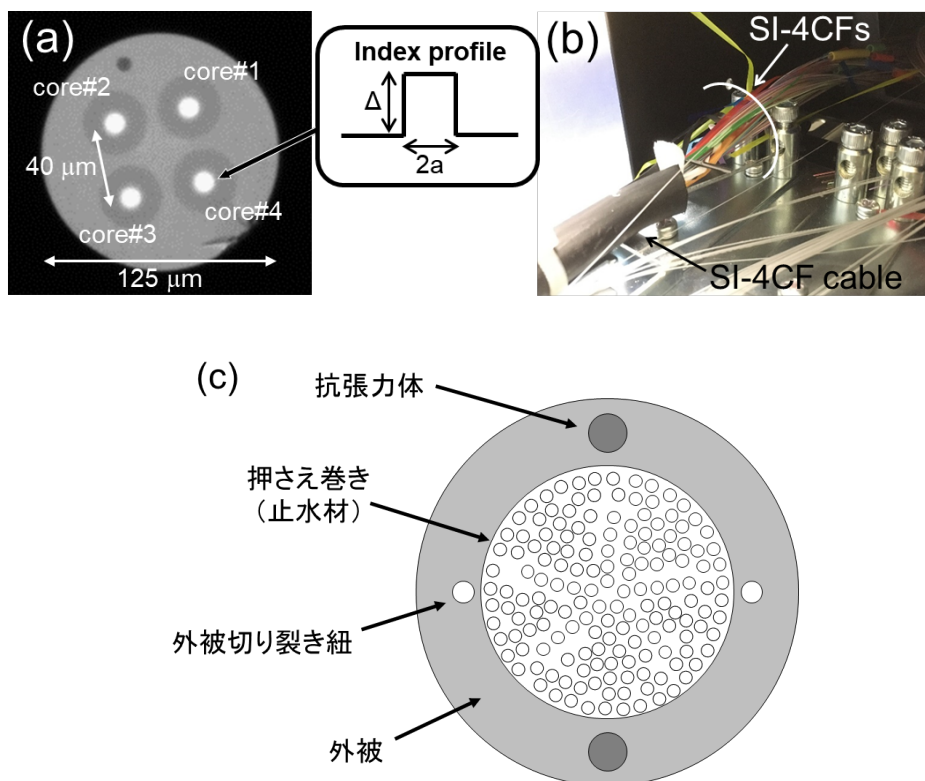 (a)
core#1
core#2
40 μm
core#3
core#4
125 μm
Index profile
Δ
2a
(b)
SI-4CFs
SI-4CF cable
(c)
抗張力体
押さえ巻き
（止水材）
外被切り裂き紐
外被